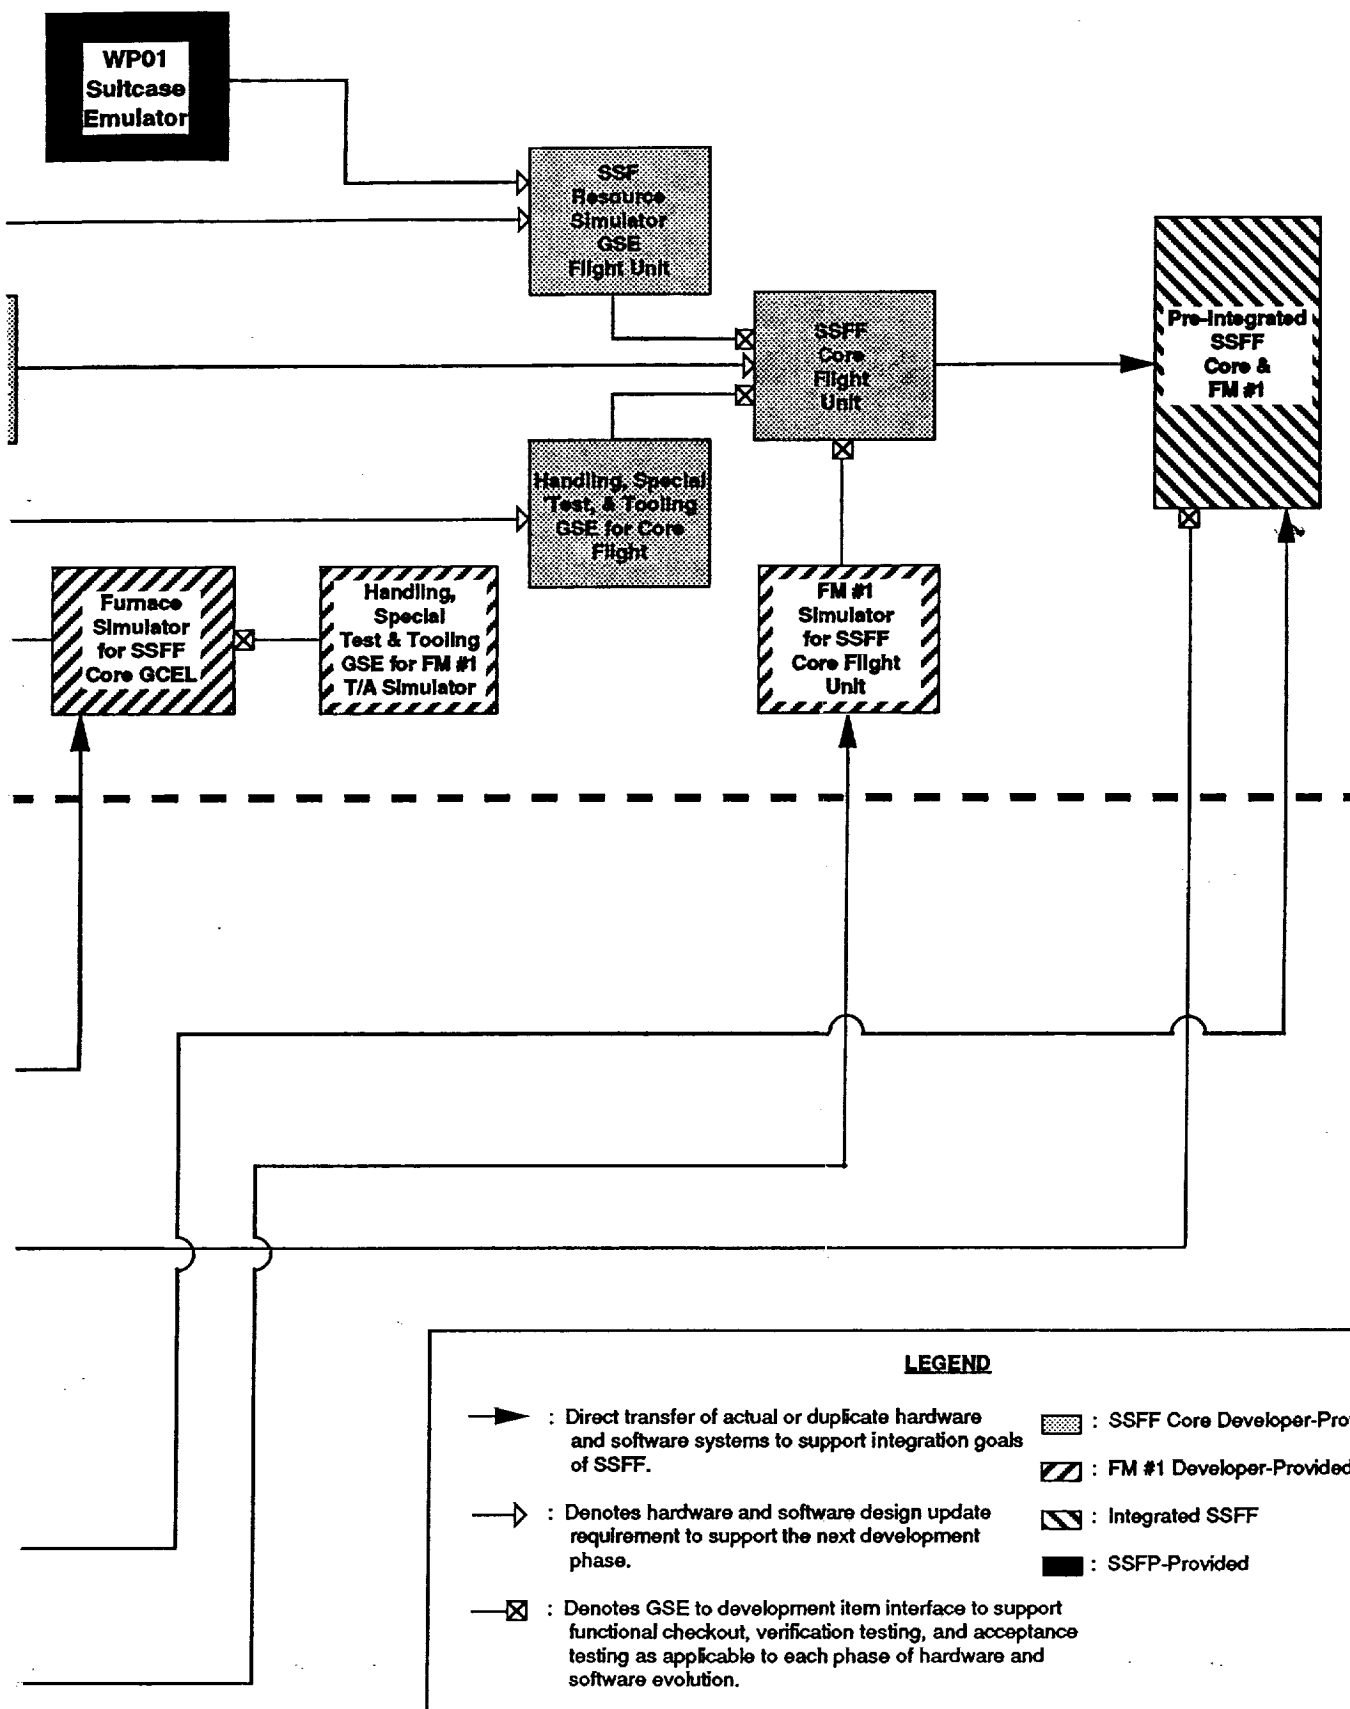 WP01
Suitcase
Emulator
SSF
Resource
Simulator
GSE
Flight Unit
SSFF
Core
Flight
Unit
Pre-Integrated
SSFF
Core &
FM #1
Handling, Special
Test, & Tooling
GSE for Core
Flight
Furnace
Simulator
for SSFF
Core GCEL
Handling,
Special
Test & Tooling
GSE for FM #1
T/A Simulator
FM #1
Simulator
for SSFF
Core Flight
Unit
LEGEND
: Direct transfer of actual or duplicate hardware
and software systems to support integration goals
of SSFF.
: Denotes hardware and software design update
requirement to support the next development
phase.
: Denotes GSE to development item interface to support
functional checkout, verification testing, and acceptance
testing as applicable to each phase of hardware and
software evolution.
: SSFF Core Developer-Pro
: FM #1 Developer-Provided
: Integrated SSFF
: SSFP-Provided